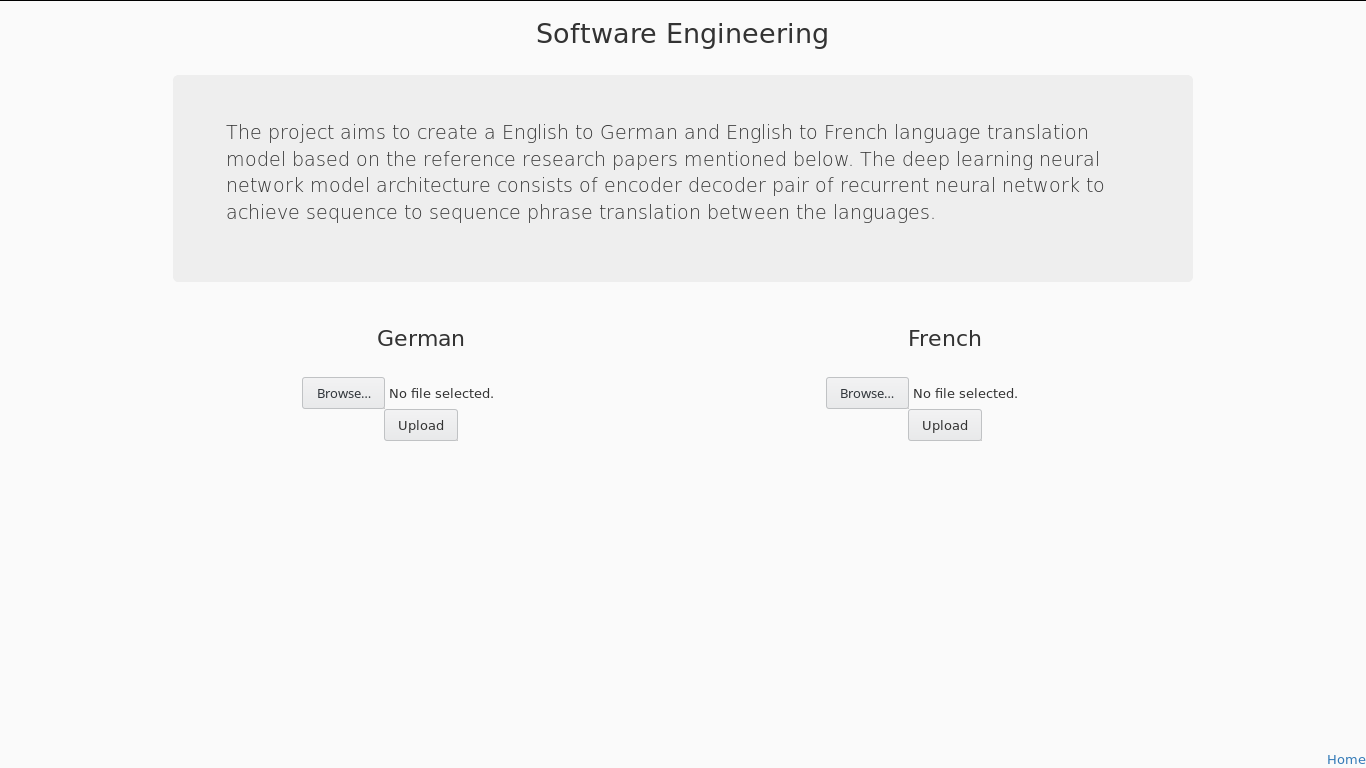 Software Engineering
The project aims to create a English to German and English to French language translation
model based on the reference research papers mentioned below. The deep learning neural
network model architecture consists of encoder decoder pair of recurrent neural network to
achieve sequence to sequence phrase translation between the languages.
German
French
Browse... No file selected.
Browse... No file selected.
Upload
Upload
Home